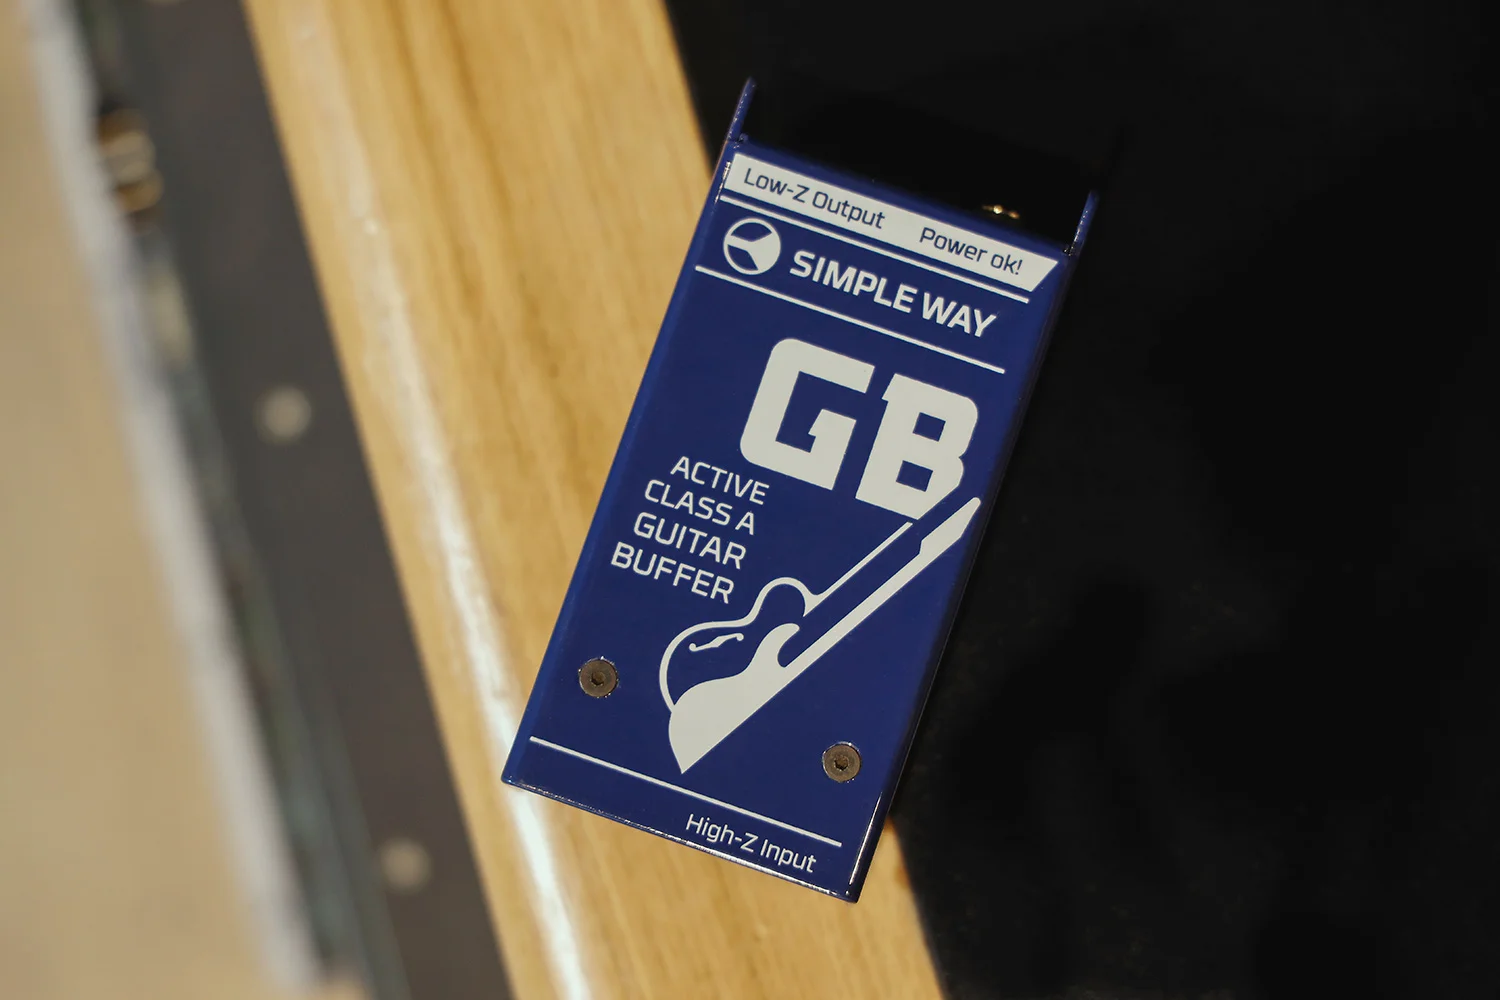 Low-Z Output Power ok!
SIMPLE WAY
GB
ACTIVE
CLASS A
GUITAR
BUFFER
High-Z Input